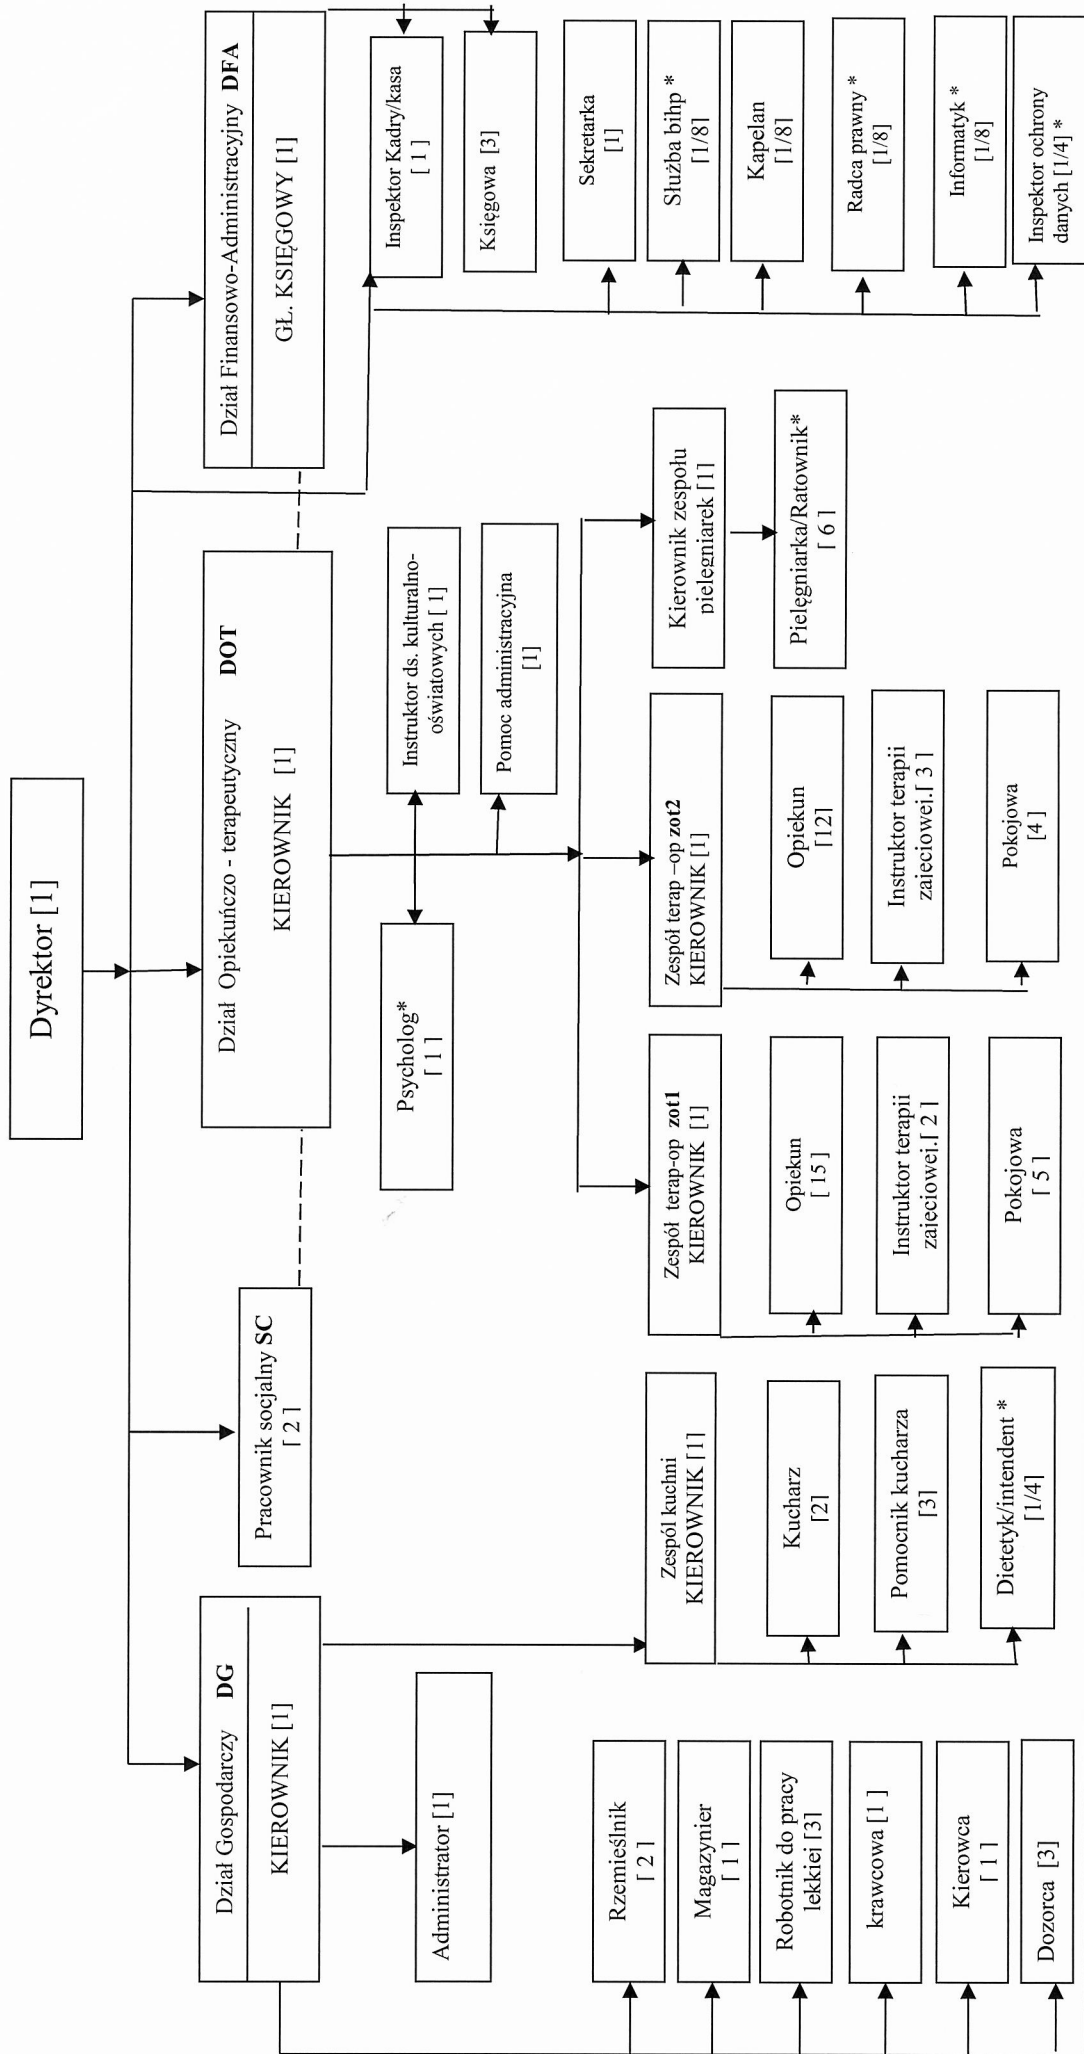 Dyrektor [1]
Dział Gospodarczy DG
KIEROWNIK [1]
Pracownik socjalny SC
[ 2 ]
Dział Opiekuńczo - terapeutyczny DOT
KIEROWNIK [1]
Dział Finansowo-Administracyjny DFA
GŁ. KSIĘGOWY [1]
Administrator [1]
Psycholog*
[ 1 ]
Instruktor ds. kulturalno-
oświatowych [ 1]
Pomoc administracyjna
[1]
Inspektor Kadry/kasa
[ 1 ]
Księgowa [3]
Rzemieślnik
[ 2 ]
Magazynier
[ 1 ]
Robotnik do pracy
lekkiej [3]
krawcowa [1 ]
Kierowca
[ 1 ]
Dozorca [3]
Zespół kuchni
KIEROWNIK [1]
Kucharz
[2]
Pomocnik kucharza
[3]
Dietetyk/intendent *
[1/4]
Zespół terap-op zot1
KIEROWNIK [1]
Opiekun
[ 15 ]
Instruktor terapii
zajęciowej.[ 2 ]
Pokojowa
[ 5 ]
Zespół terap –op zot2
KIEROWNIK [1]
Opiekun
[12]
Instruktor terapii
zajęciowej.[ 3 ]
Pokojowa
[4 ]
Kierownik zespołu
pielęgniarek [1]
Pielęgniarka/Ratownik*
[ 6 ]
Sekretarka
[1]
Służba bihp *
[1/8]
Kapelan
[1/8]
Radca prawny *
[1/8]
Informatyk *
[1/8]
Inspektor ochrony
danych [1/4] *